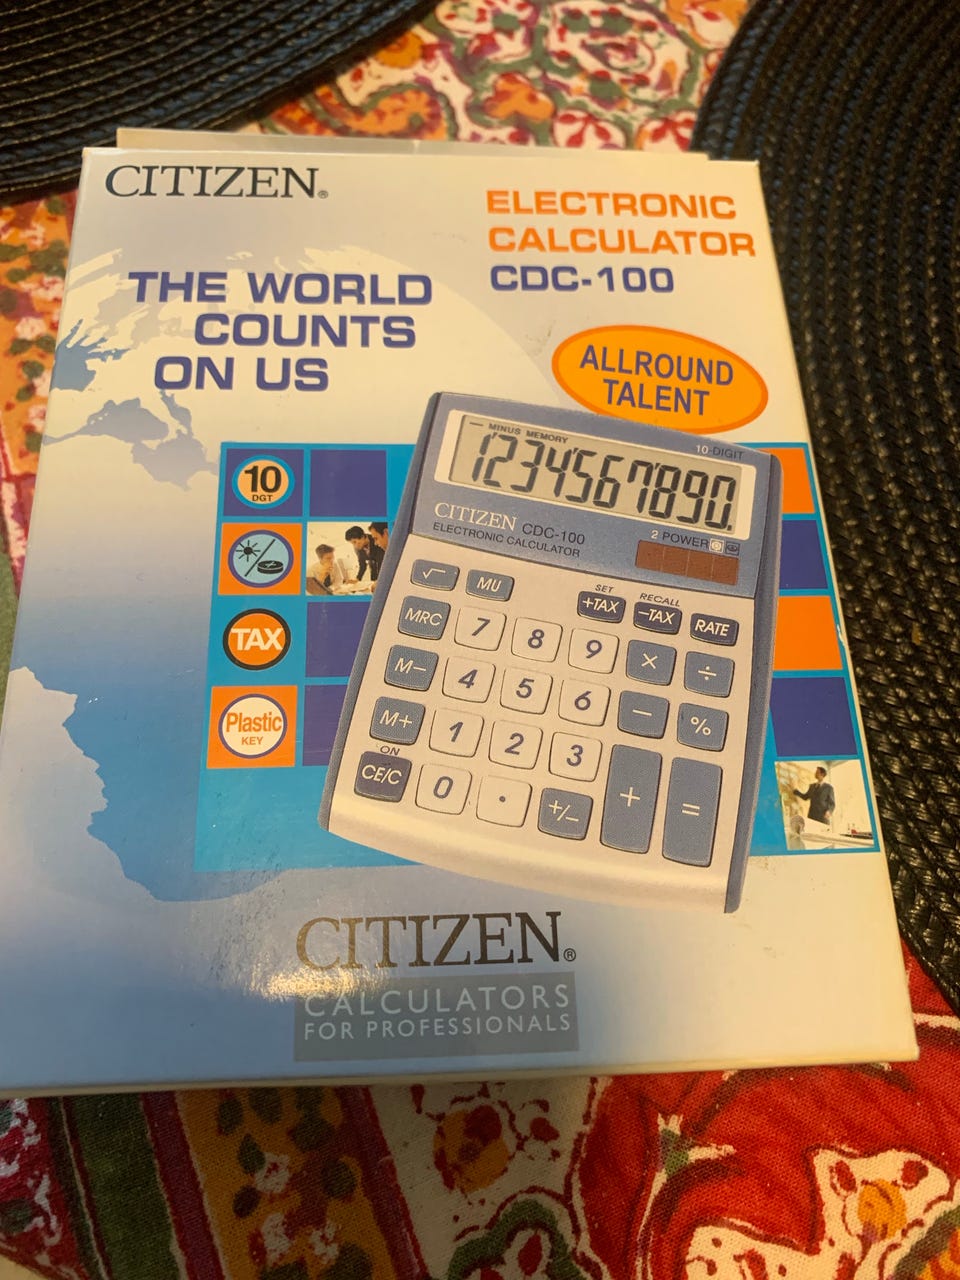 CITIZEN®
ELECTRONIC
CALCULATOR
CDC-100
THE WORLD
COUNTS
ON US
ALLROUND
TALENT
10
DGT
TAX
Plastic
KEY
— MINUS MEMORY
10-DIGIT
1234567890.
CITIZEN CDC-100
ELECTRONIC CALCULATOR
2 POWER
√ MU SET +TAX RECALL −TAX RATE
MRC 7 8 9 × ÷
M− 4 5 6 − %
M+ 1 2 3 + =
ON
CE/C 0 . +/−
CITIZEN®
CALCULATORS
FOR PROFESSIONALS